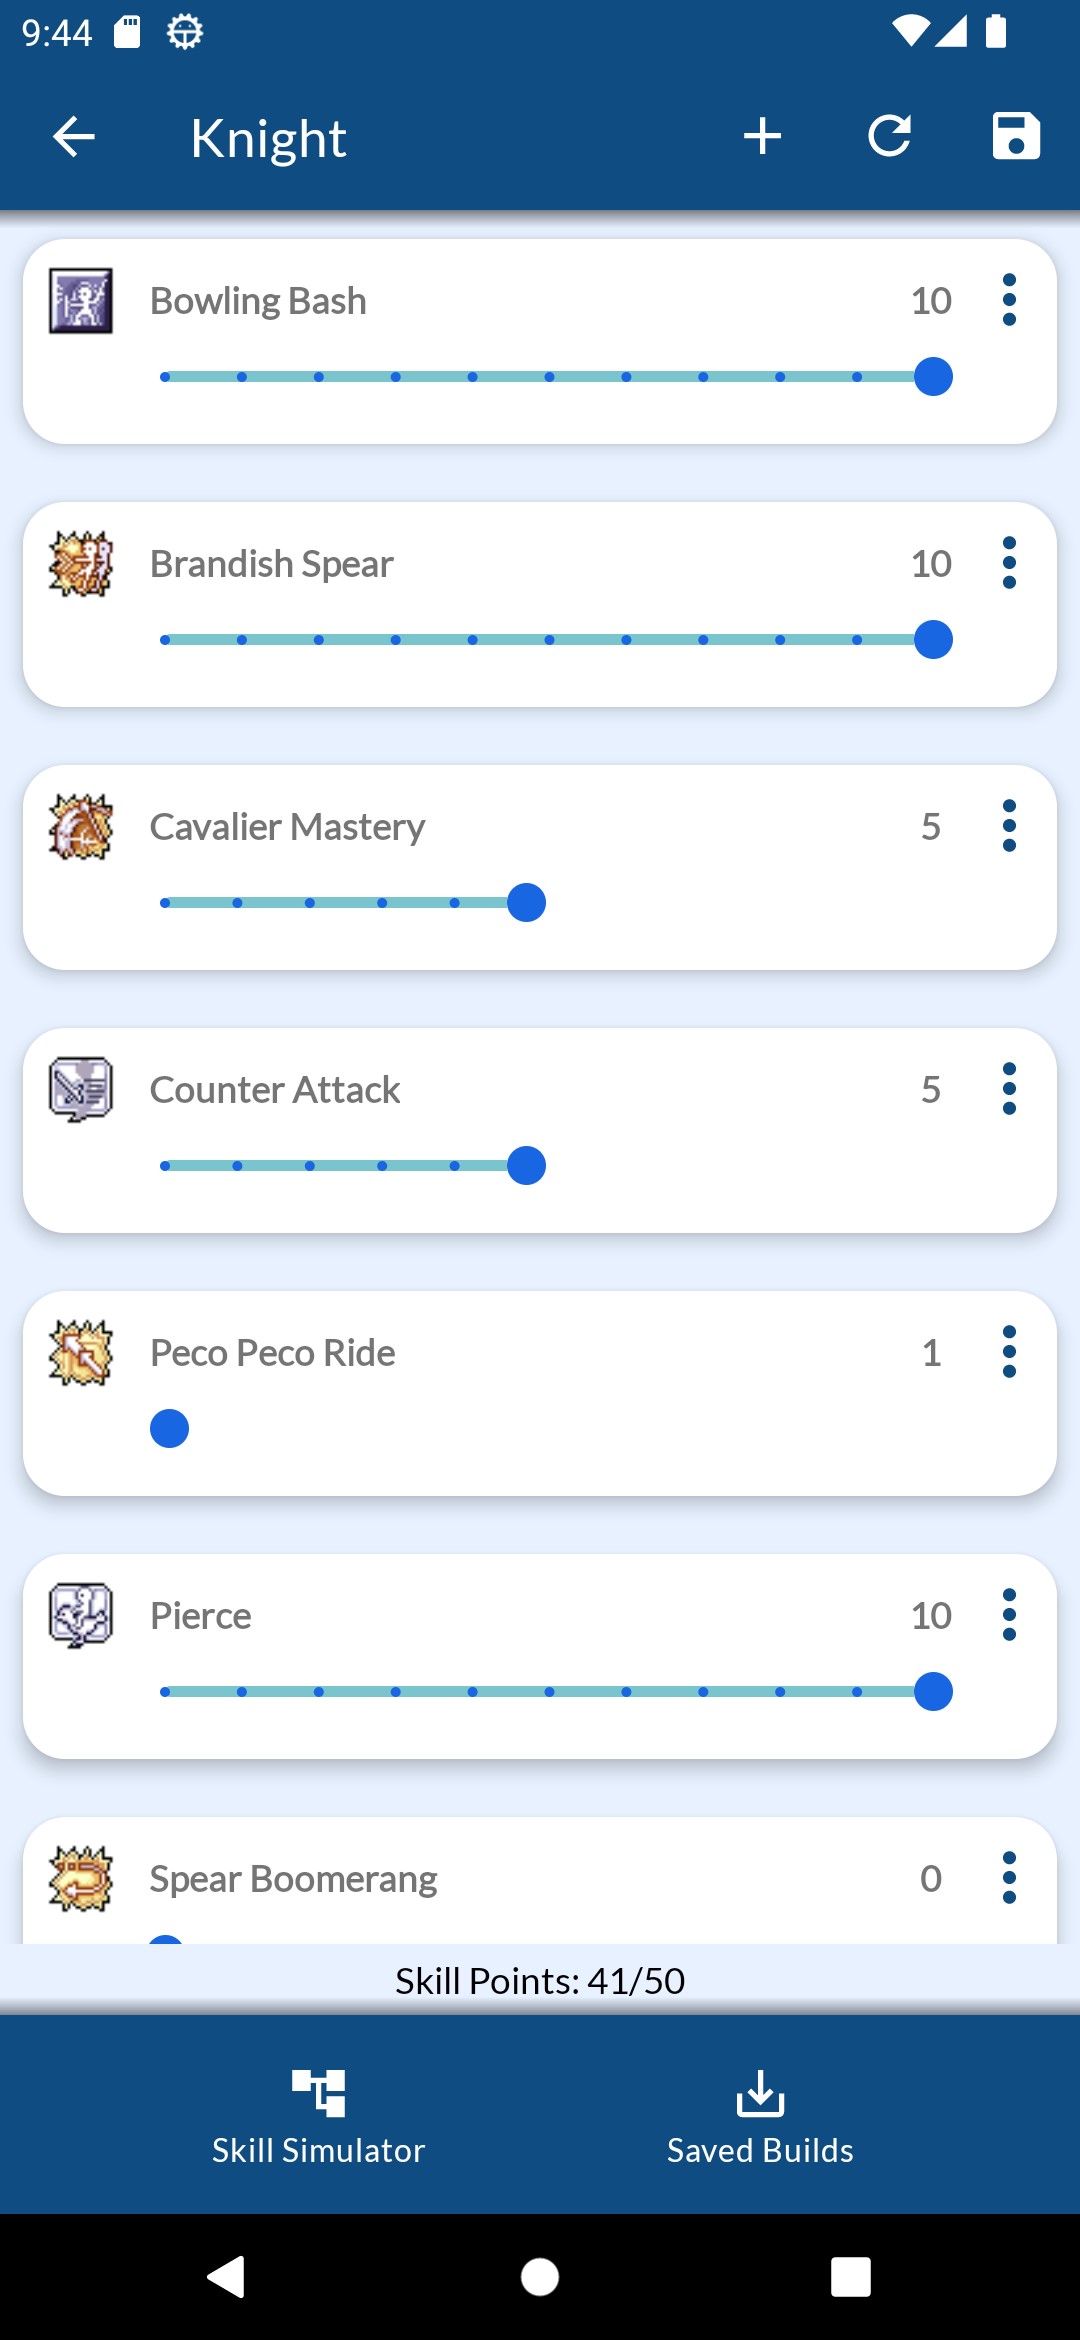 9:44
Knight
Bowling Bash 10
Brandish Spear 10
Cavalier Mastery 5
Counter Attack 5
Peco Peco Ride 1
Pierce 10
Spear Boomerang 0
Skill Points: 41/50
Skill Simulator Saved Builds